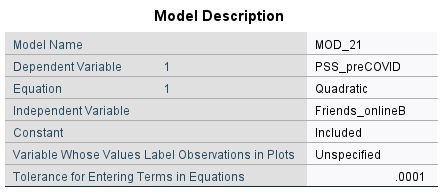 Model Description
Model Name MOD_21
Dependent Variable 1 PSS_preCOVID
Equation 1 Quadratic
Independent Variable Friends_onlineB
Constant Included
Variable Whose Values Label Observations in Plots Unspecified
Tolerance for Entering Terms in Equations .0001